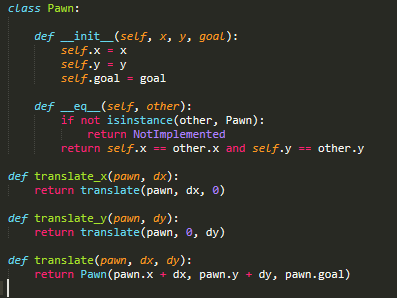 class Pawn:
    def __init__(self, x, y, goal):
        self.x = x
        self.y = y
        self.goal = goal
    def __eq__(self, other):
        if not isinstance(other, Pawn):
            return NotImplemented
        return self.x == other.x and self.y == other.y
def translate_x(pawn, dx):
    return translate(pawn, dx, 0)
def translate_y(pawn, dy):
    return translate(pawn, 0, dy)
def translate(pawn, dx, dy):
    return Pawn(pawn.x + dx, pawn.y + dy, pawn.goal)